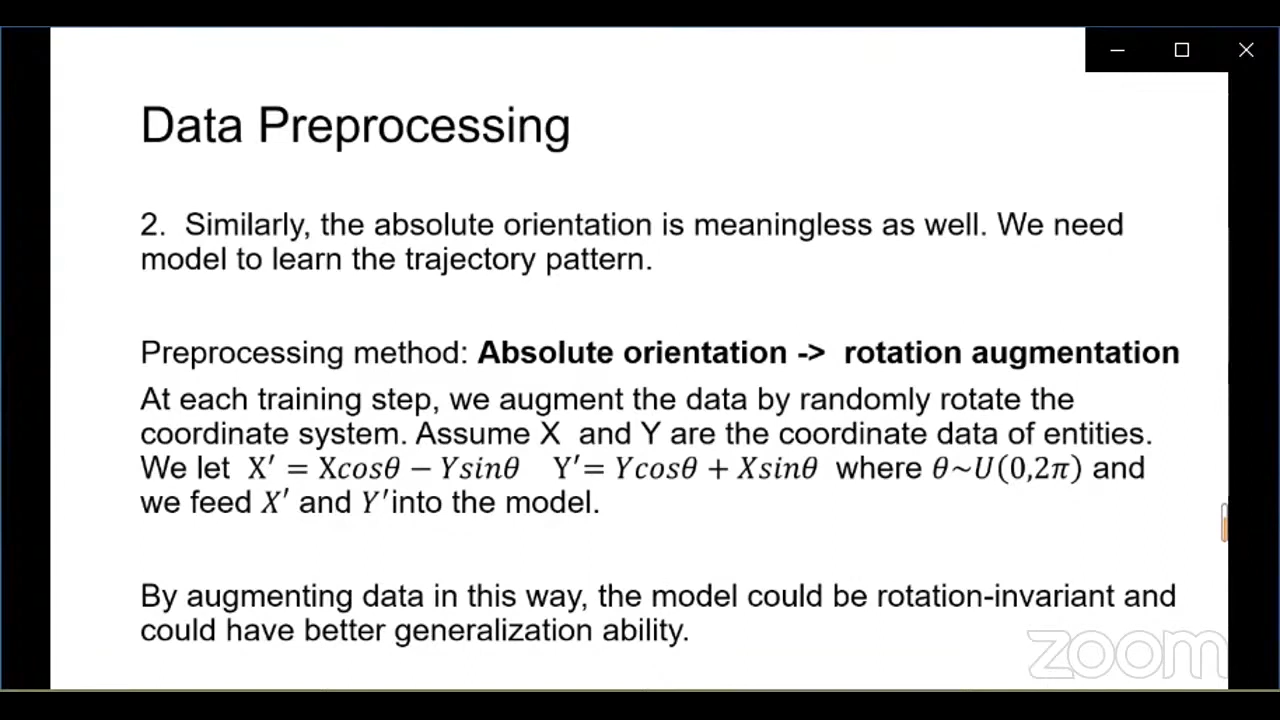 Data Preprocessing
2. Similarly, the absolute orientation is meaningless as well. We need
model to learn the trajectory pattern.
Preprocessing method: Absolute orientation -> rotation augmentation
At each training step, we augment the data by randomly rotate the
coordinate system. Assume X and Y are the coordinate data of entities.
We let X′ = Xcosθ − Ysinθ Y′= Ycosθ + Xsinθ where θ~U(0,2π) and
we feed X′ and Y′into the model.
By augmenting data in this way, the model could be rotation-invariant and
could have better generalization ability.
zoom